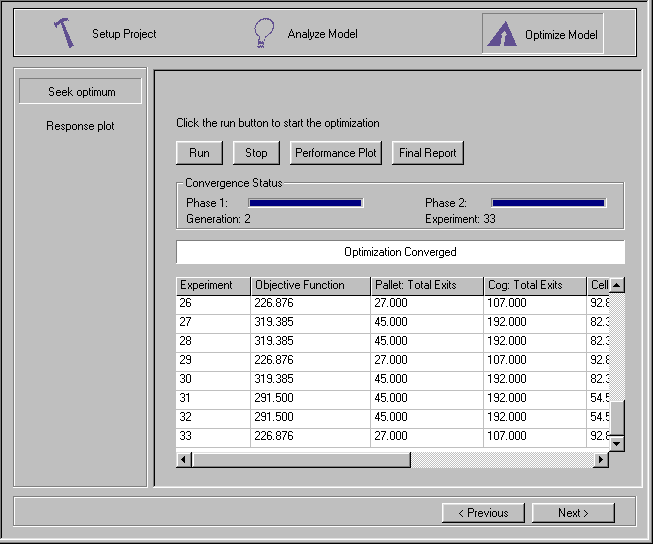 Setup Project Analyze Model Optimize Model
Seek optimum
Response plot
Click the run button to start the optimization
Run Stop Performance Plot Final Report
Convergence Status
Phase 1: Phase 2:
Generation: 2 Experiment: 33
Optimization Converged
Experiment Objective Function Pallet: Total Exits Cog: Total Exits Cell
26 226.876 27.000 107.000 92.8
27 319.385 45.000 192.000 82.3
28 319.385 45.000 192.000 82.3
29 226.876 27.000 107.000 92.8
30 319.385 45.000 192.000 82.3
31 291.500 45.000 192.000 54.5
32 291.500 45.000 192.000 54.5
33 226.876 27.000 107.000 92.8
< Previous Next >